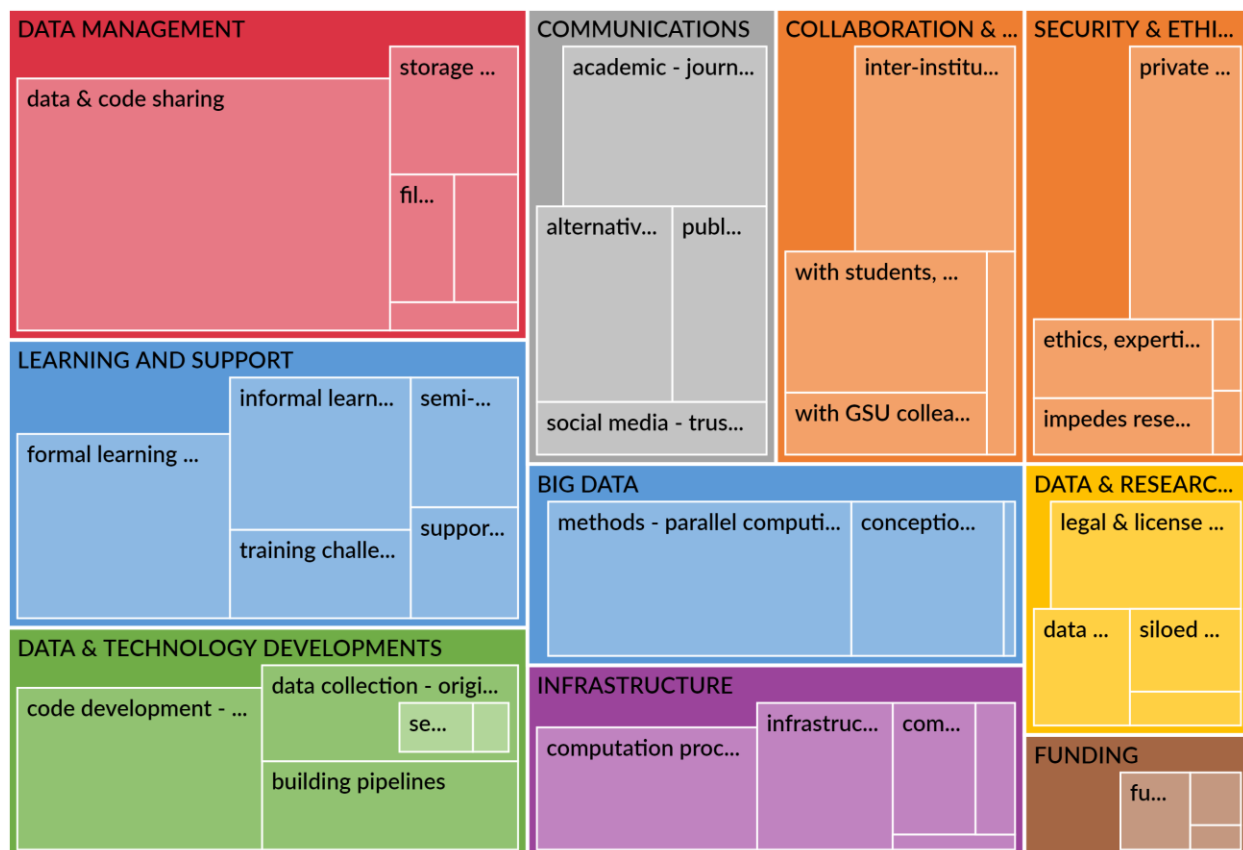 DATA MANAGEMENT
storage ...
data & code sharing
fil...
LEARNING AND SUPPORT
informal learn...
semi-...
formal learning ...
suppor...
training challe...
DATA & TECHNOLOGY DEVELOPMENTS
data collection - origi...
code development - ...
se...
building pipelines
COMMUNICATIONS
academic - journ...
alternativ...
publ...
social media - trus...
COLLABORATION & ...
inter-institu...
with students, ...
with GSU collea...
SECURITY & ETHI...
private ...
ethics, experti...
impedes rese...
BIG DATA
methods - parallel computi...
conceptio...
INFRASTRUCTURE
infrastruc...
com...
computation proc...
DATA & RESEARC...
legal & license ...
data ...
siloed ...
FUNDING
fu...